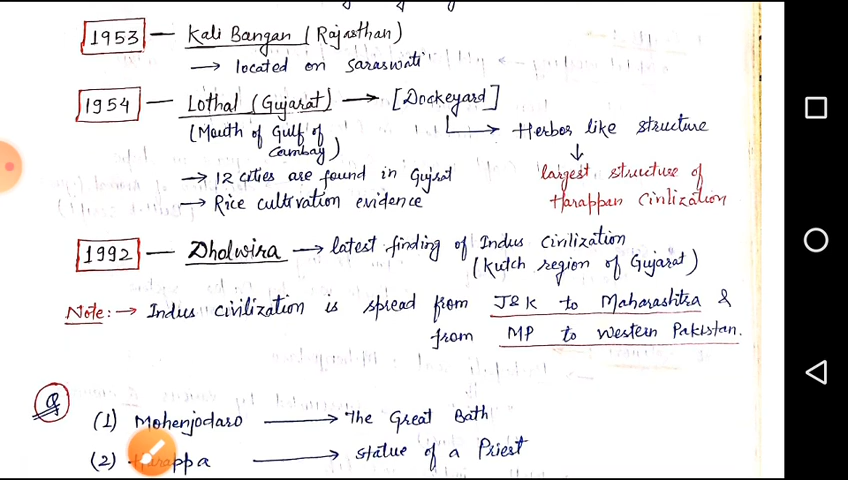 1953 — Kali Bangan (Rajasthan)
→ located on Saraswati
1954 — Lothal (Gujarat) → [Dockeyard]
(Mouth of Gulf of Cambay)
→ Herbor like structure
→ 12 cities are found in Gujrat
↓ largest structure of
→ Rice cultivation evidence
Harappan Civilization
1992 — Dholwira → latest finding of Indus Civilization
(Kutch region of Gujarat)
Note:→ Indus civilization is spread from J&K to Maharashtra &
from MP to Western Pakistan.
Q
(1) Mohenjodaro → The Great Bath
(2) Harappa → Statue of a Priest